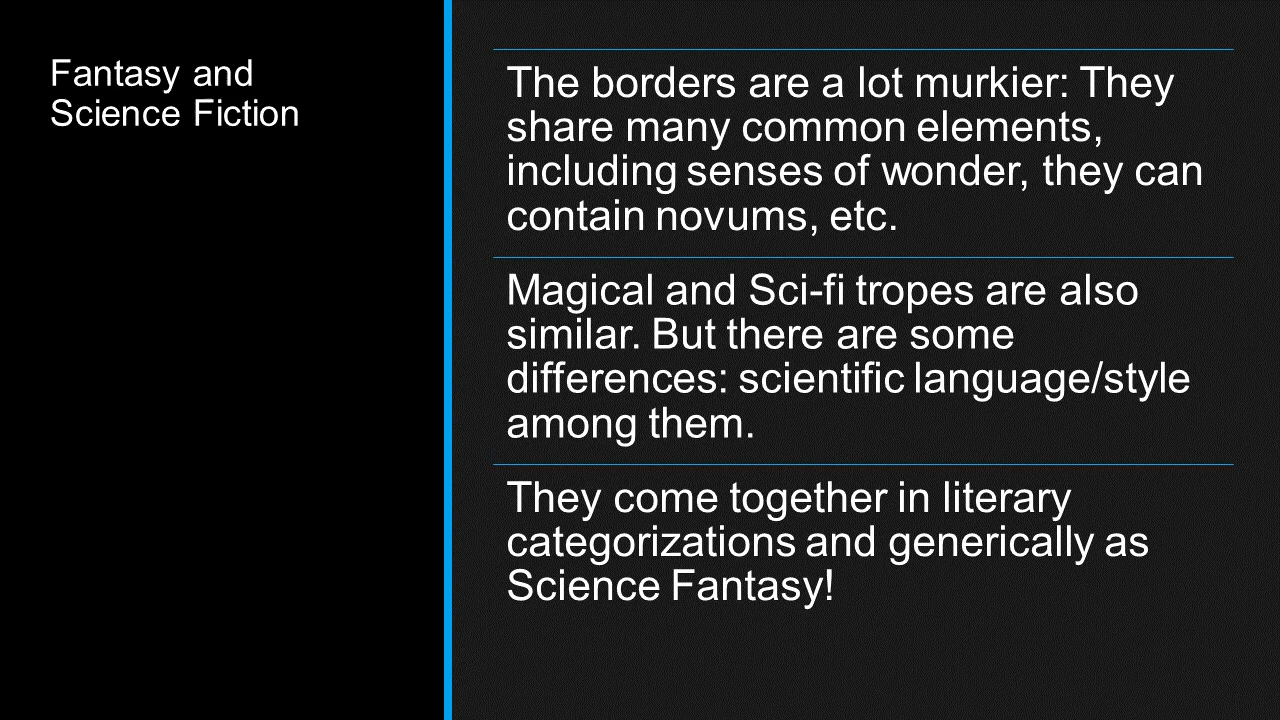 Fantasy and
Science Fiction
The borders are a lot murkier: They
share many common elements,
including senses of wonder, they can
contain novums, etc.
Magical and Sci-fi tropes are also
similar. But there are some
differences: scientific language/style
among them.
They come together in literary
categorizations and generically as
Science Fantasy!